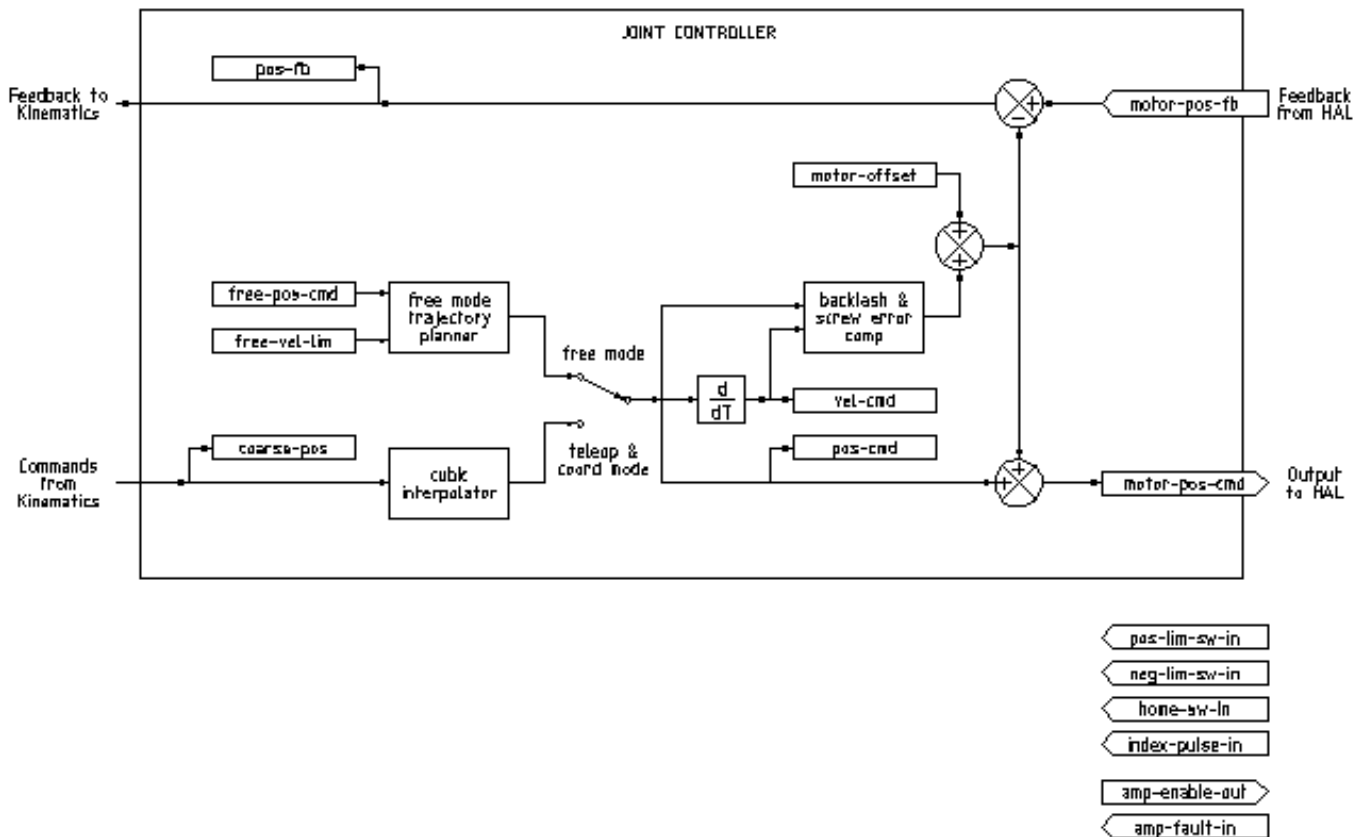 JOINT CONTROLLER
pos-fb
Feedback to
Kinematics
motor-pos-fb
Feedback
from HAL
motor-offset
free-pos-cmd
free mode
trajectory
planner
free-vel-lim
backlash &
screw error
comp
free mode
d
dT
vel-cmd
coarse-pos
teleop &
coord mode
pos-cmd
Commands
from
Kinematics
cubic
interpolator
motor-pos-cmd
Output
to HAL
pos-lim-sw-in
neg-lim-sw-in
home-sw-in
index-pulse-in
amp-enable-out
amp-fault-in